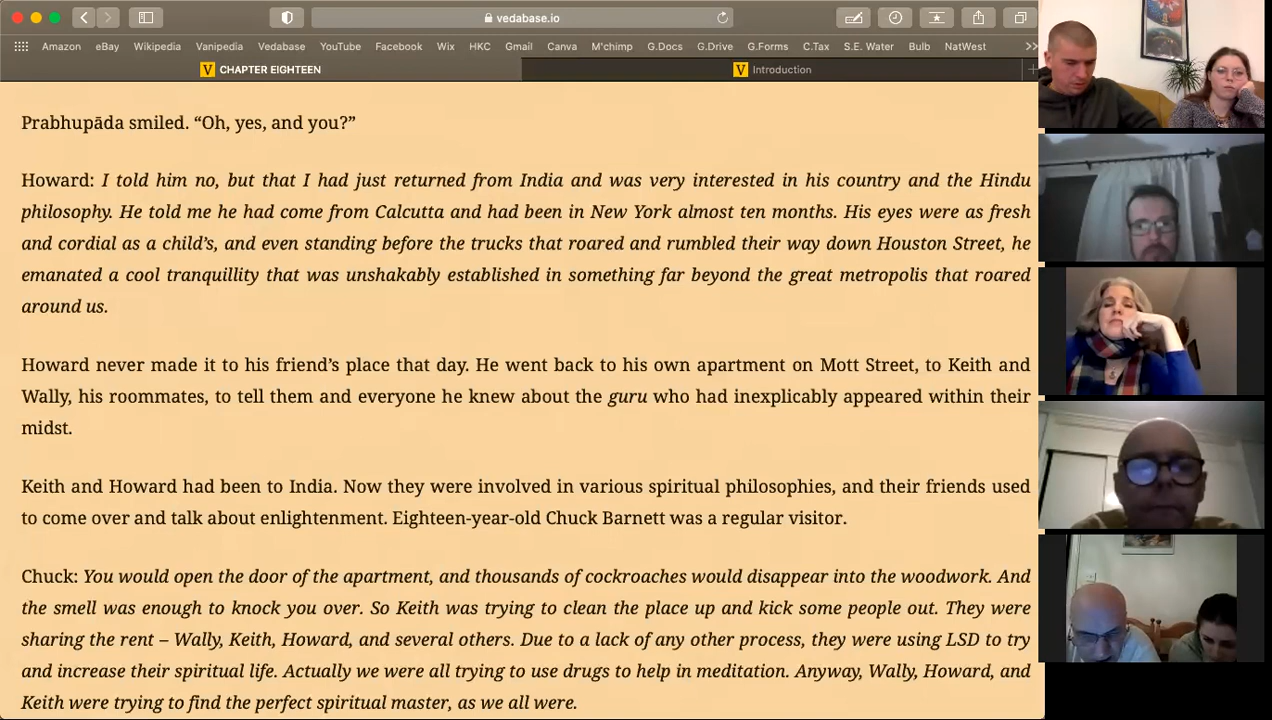 vedabase.io
Amazon eBay Wikipedia Vanipedia Vedabase YouTube Facebook Wix HKC Gmail Canva M'chimp G.Docs G.Drive G.Forms C.Tax S.E. Water Bulb NatWest >>
V CHAPTER EIGHTEEN V Introduction +
Prabhupāda smiled. “Oh, yes, and you?”
Howard: I told him no, but that I had just returned from India and was very interested in his country and the Hindu
philosophy. He told me he had come from Calcutta and had been in New York almost ten months. His eyes were as fresh
and cordial as a child’s, and even standing before the trucks that roared and rumbled their way down Houston Street, he
emanated a cool tranquillity that was unshakably established in something far beyond the great metropolis that roared
around us.
Howard never made it to his friend’s place that day. He went back to his own apartment on Mott Street, to Keith and
Wally, his roommates, to tell them and everyone he knew about the guru who had inexplicably appeared within their
midst.
Keith and Howard had been to India. Now they were involved in various spiritual philosophies, and their friends used
to come over and talk about enlightenment. Eighteen-year-old Chuck Barnett was a regular visitor.
Chuck: You would open the door of the apartment, and thousands of cockroaches would disappear into the woodwork. And
the smell was enough to knock you over. So Keith was trying to clean the place up and kick some people out. They were
sharing the rent – Wally, Keith, Howard, and several others. Due to a lack of any other process, they were using LSD to try
and increase their spiritual life. Actually we were all trying to use drugs to help in meditation. Anyway, Wally, Howard, and
Keith were trying to find the perfect spiritual master, as we all were.